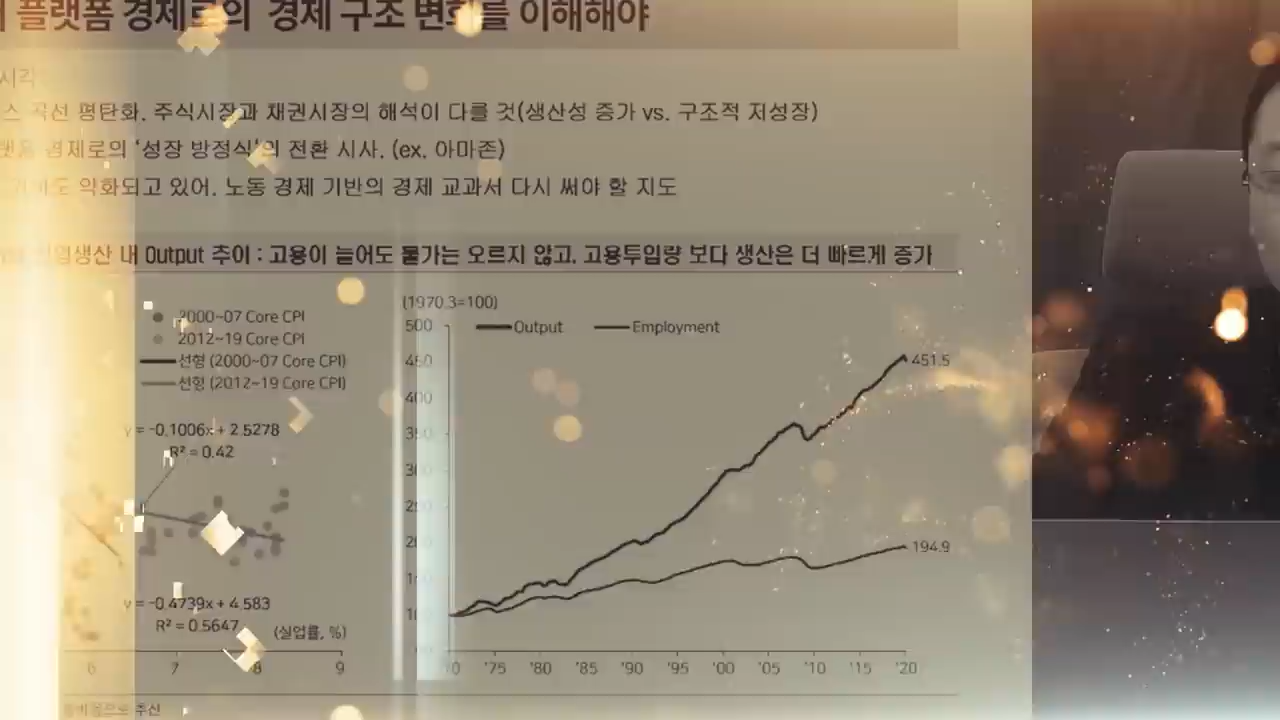 플랫폼 경제로의 경제 구조 변화를 이해해야
시각
곡선 평탄화. 주식시장과 채권시장의 해석이 다를 것(생산성 증가 vs. 구조적 저성장)
경제로의 '성장 방정식'의 전환 시사. (ex. 아마존)
악화되고 있어. 노동 경제 기반의 경제 교과서 다시 써야 할 지도
내 Output 추이 : 고용이 늘어도 물가는 오르지 않고, 고용투입량 보다 생산은 더 빠르게 증가
2000~07 Core CPI
2012~19 Core CPI
선형 (2000~07 Core CPI)
선형 (2012~19 Core CPI)
y = -0.1006x + 2.5278
R² = 0.42
y = -0.4739x + 4.583
R² = 0.5647
(실업률, %)
6 7 8 9
(1970.3=100)
Output Employment
500
450
400
350
300
250
200
451.5
194.9
'75 '80 '85 '90 '95 '00 '05 '10 '15 '20
추산